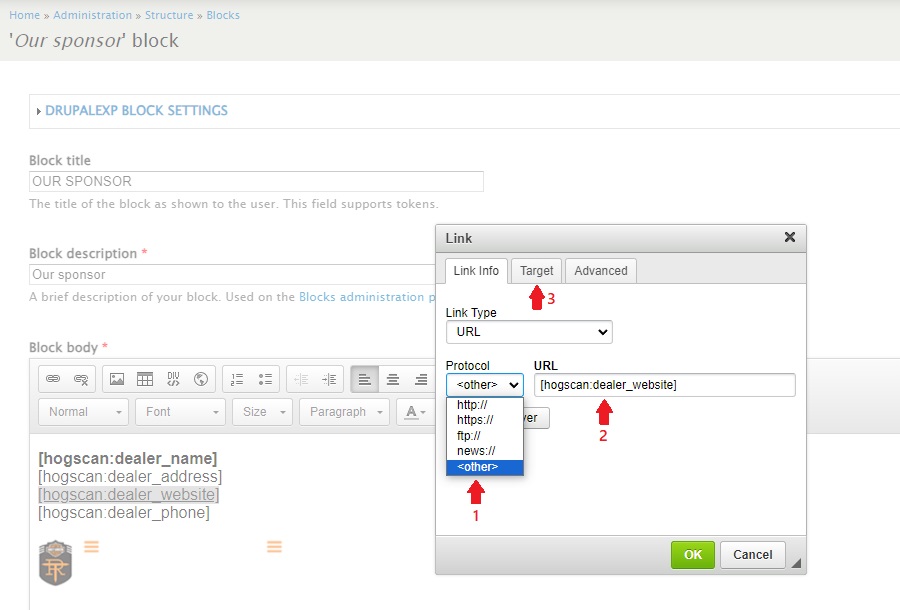 Home » Administration » Structure » Blocks
'Our sponsor' block
DRUPALEXP BLOCK SETTINGS
Block title
OUR SPONSOR
The title of the block as shown to the user. This field supports tokens.
Block description *
Our sponsor
A brief description of your block. Used on the Blocks administration p
Block body *
DIV
Normal
Font
Size
Paragraph
A
[hogscan:dealer_name]
[hogscan:dealer_address]
[hogscan:dealer_website]
[hogscan:dealer_phone]
Link
Link Info
Target
Advanced
3
Link Type
URL
Protocol
URL
<other>
[hogscan:dealer_website]
http://
https://
ftp://
news://
<other>
ver
2
1
OK
Cancel